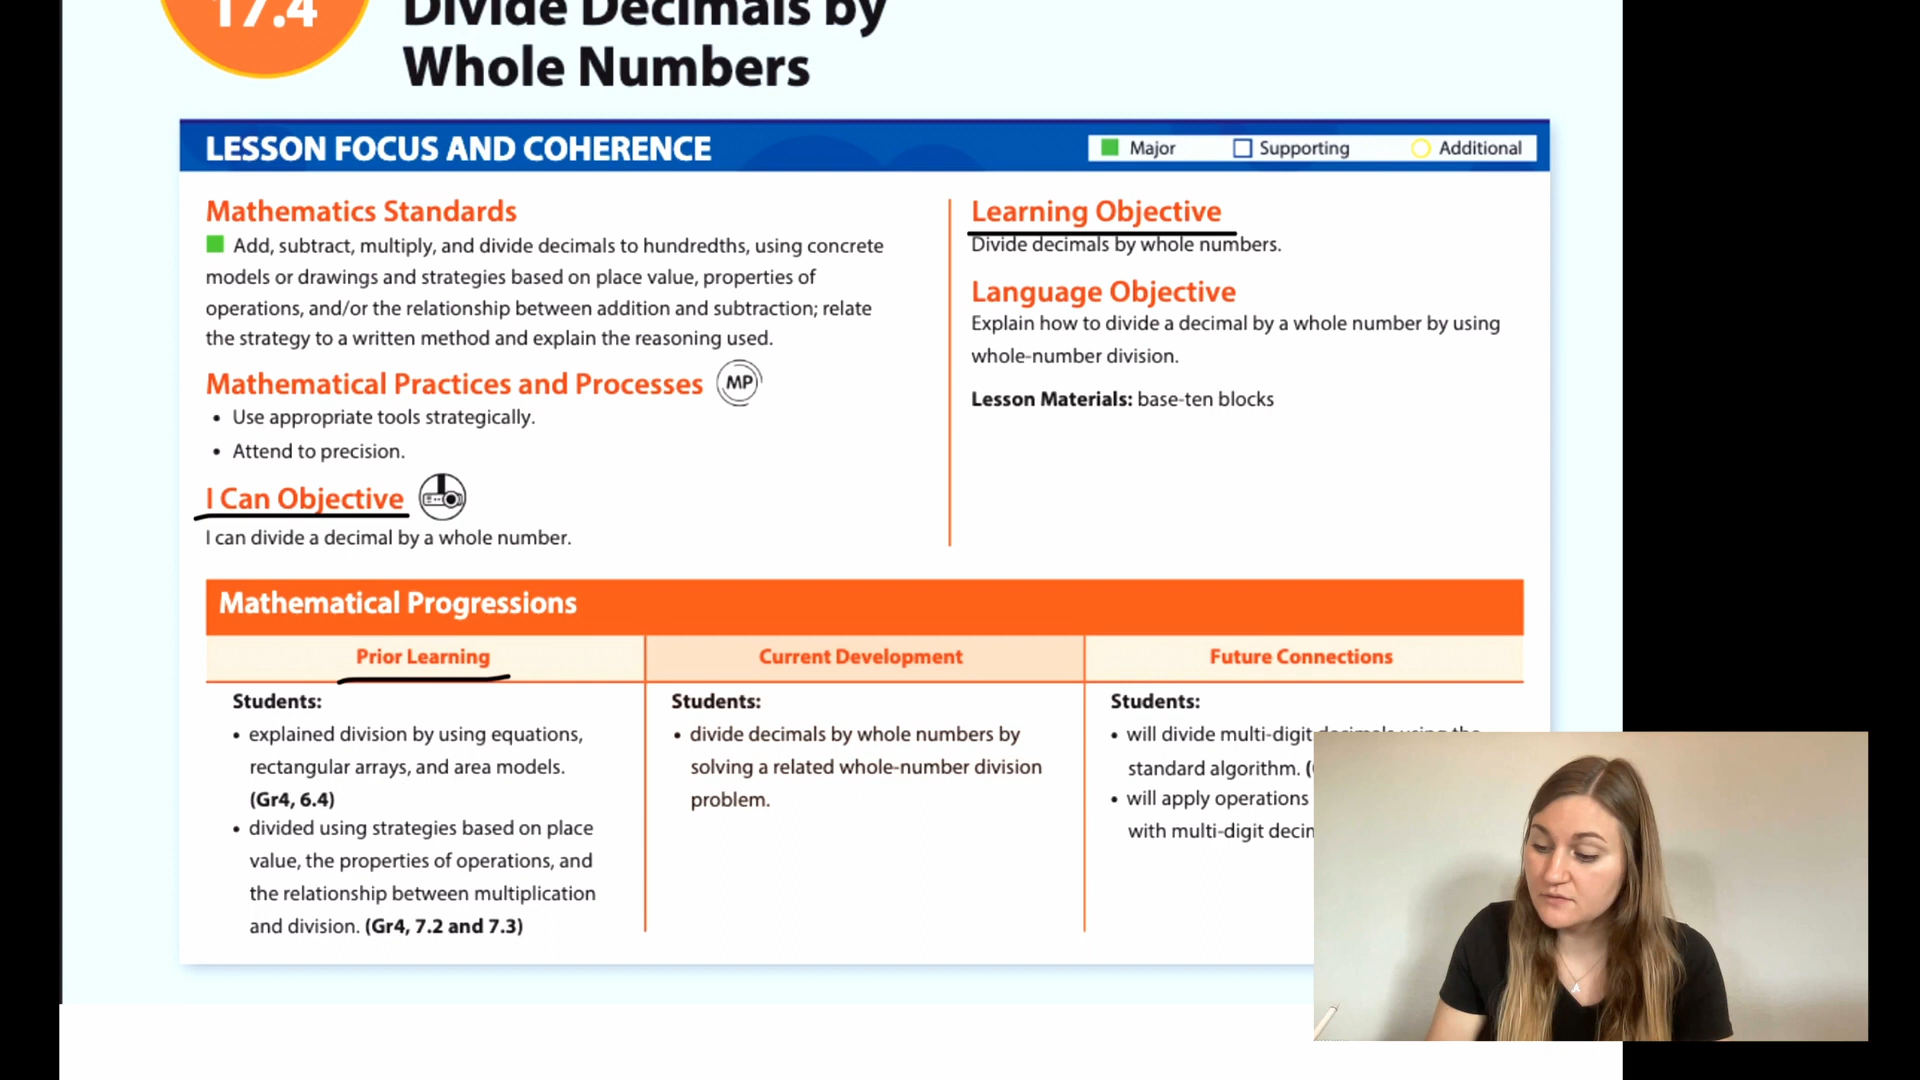 17.4
Divide Decimals by
Whole Numbers
LESSON FOCUS AND COHERENCE
Major
Supporting
Additional
Mathematics Standards
Add, subtract, multiply, and divide decimals to hundredths, using concrete
models or drawings and strategies based on place value, properties of
operations, and/or the relationship between addition and subtraction; relate
the strategy to a written method and explain the reasoning used.
Mathematical Practices and Processes MP
• Use appropriate tools strategically.
• Attend to precision.
I Can Objective
I can divide a decimal by a whole number.
Learning Objective
Divide decimals by whole numbers.
Language Objective
Explain how to divide a decimal by a whole number by using
whole-number division.
Lesson Materials: base-ten blocks
Mathematical Progressions
Prior Learning
Students:
• explained division by using equations,
rectangular arrays, and area models.
(Gr4, 6.4)
• divided using strategies based on place
value, the properties of operations, and
the relationship between multiplication
and division. (Gr4, 7.2 and 7.3)
Current Development
Students:
• divide decimals by whole numbers by
solving a related whole-number division
problem.
Future Connections
Students:
• will divide multi-digit decimals using the
standard algorithm. (
• will apply operations
with multi-digit